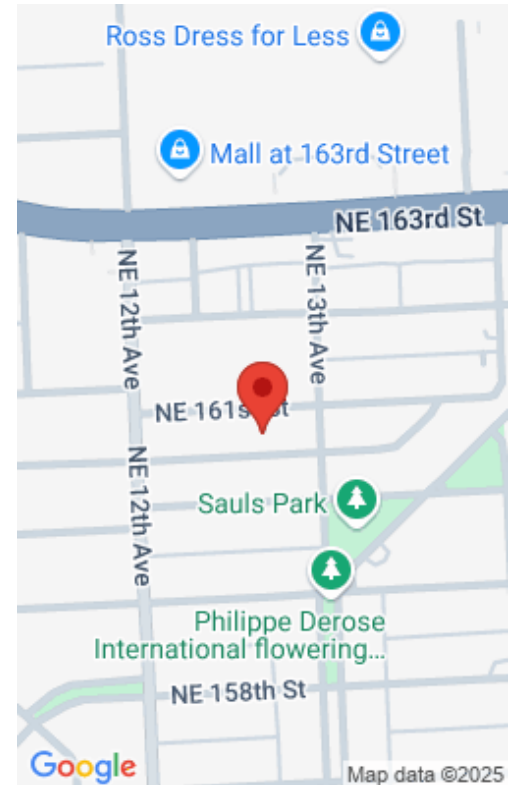 Ross Dress for Less
Mall at 163rd Street
NE 163rd St
NE 12th Ave
NE 13th Ave
NE 161st St
NE 12th Ave
Sauls Park
Philippe Derose
International flowering...
NE 158th St
Google
Map data ©2025